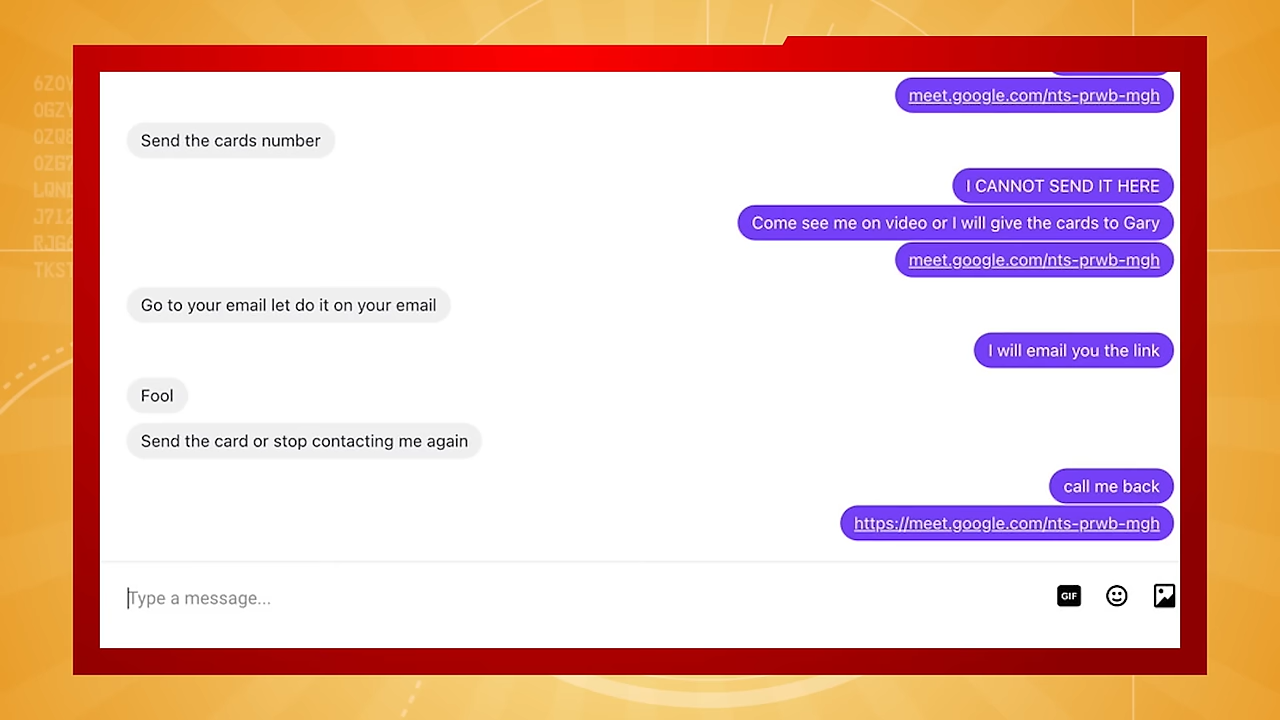 meet.google.com/nts-prwb-mgh
Send the cards number
I CANNOT SEND IT HERE
Come see me on video or I will give the cards to Gary
meet.google.com/nts-prwb-mgh
Go to your email let do it on your email
I will email you the link
Fool
Send the card or stop contacting me again
call me back
https://meet.google.com/nts-prwb-mgh
Type a message...
GIF